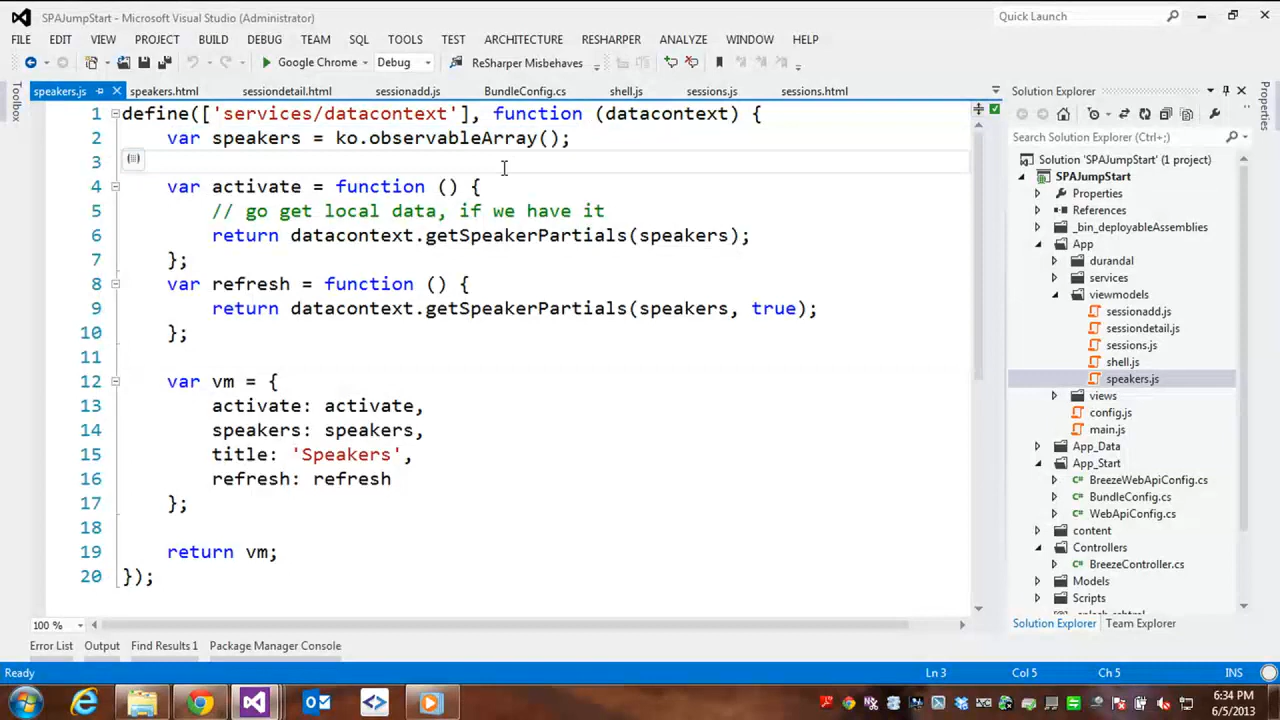 SPAJumpStart - Microsoft Visual Studio (Administrator)
Quick Launch
FILE EDIT VIEW PROJECT BUILD DEBUG TEAM SQL TOOLS TEST ARCHITECTURE RESHARPER ANALYZE WINDOW HELP
Google Chrome Debug ReSharper Misbehaves
Toolbox
speakers.js speakers.html sessiondetail.html sessionadd.js BundleConfig.cs shell.js sessions.js sessions.html
1 define(['services/datacontext'], function (datacontext) {
2 var speakers = ko.observableArray();
3
4 var activate = function () {
5 // go get local data, if we have it
6 return datacontext.getSpeakerPartials(speakers);
7 };
8 var refresh = function () {
9 return datacontext.getSpeakerPartials(speakers, true);
10 };
11
12 var vm = {
13 activate: activate,
14 speakers: speakers,
15 title: 'Speakers',
16 refresh: refresh
17 };
18
19 return vm;
20 });
100 %
Solution Explorer
Search Solution Explorer (Ctrl+;)
Solution 'SPAJumpStart' (1 project)
SPAJumpStart
Properties
References
_bin_deployableAssemblies
App
durandal
services
viewmodels
sessionadd.js
sessiondetail.js
sessions.js
shell.js
speakers.js
views
config.js
main.js
App_Data
App_Start
BreezeWebApiConfig.cs
BundleConfig.cs
WebApiConfig.cs
content
Controllers
BreezeController.cs
Models
Scripts
Solution Explorer Team Explorer
Properties
Error List Output Find Results 1 Package Manager Console
Ready Ln 3 Col 5 Ch 5 INS
6:34 PM
6/5/2013